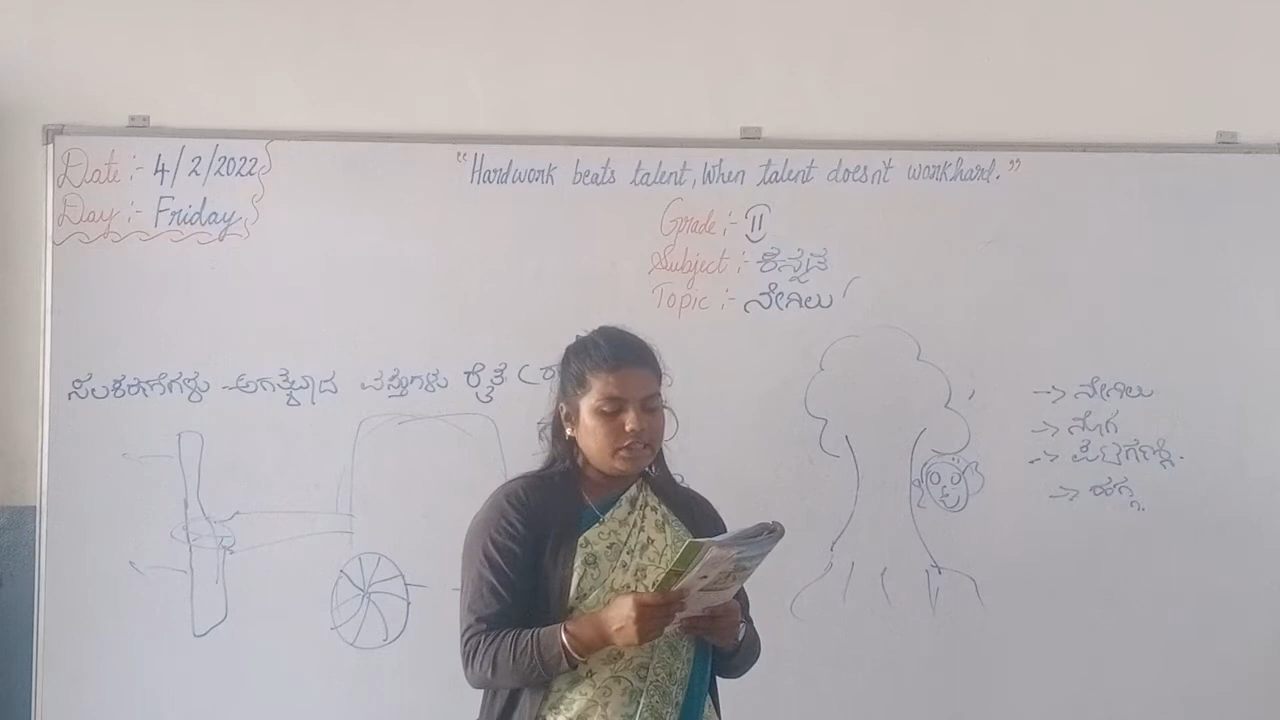 Date :- 4/2/2022
Day :- Friday
"Hardwork beats talent, When talent doesn't workhard."
Grade :- II
Subject :- ಕನ್ನಡ
Topic :- ನೇಗಿಲು
ವಸ್ತುಗಳು ರೈತ
→ ನೇಗಿಲು
→ ನೊಗ
→ ಹಗ್ಗ.